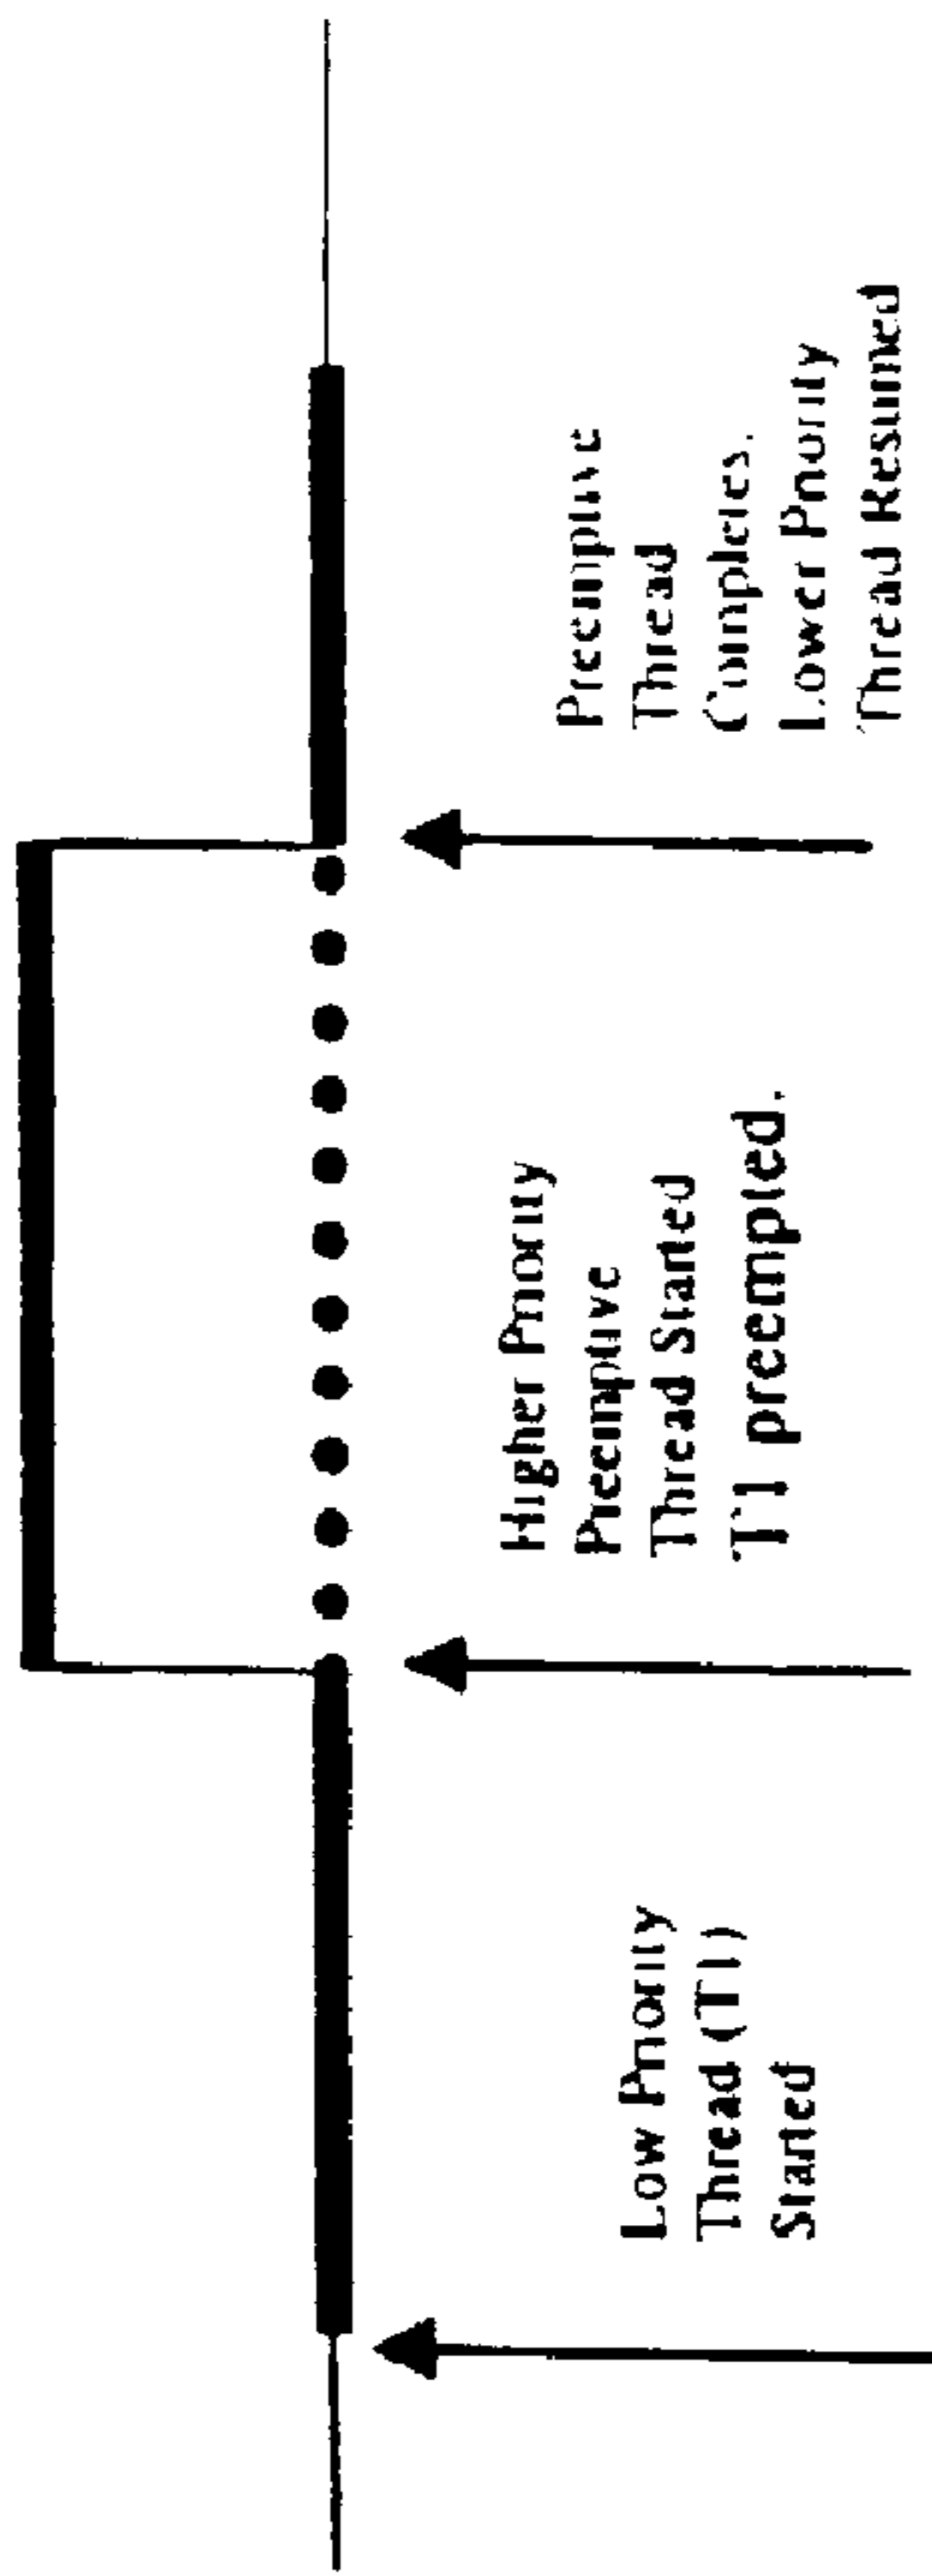 Low Priority
Thread (T1)
Started
Higher Priority
Preemptive
Thread Started
T1 preempted.
Preemptive
Thread
Completes.
Lower Priority
Thread Resumed